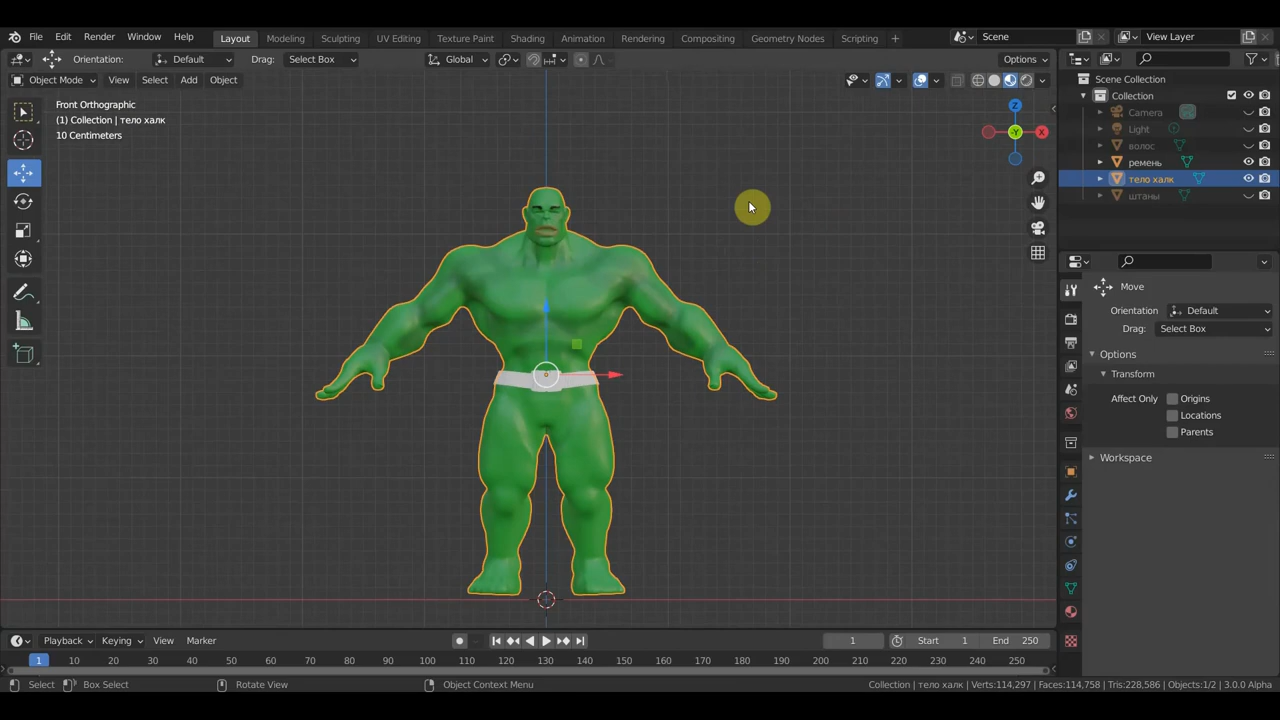 File Edit Render Window Help Layout Modeling Sculpting UV Editing Texture Paint Shading Animation Rendering Compositing Geometry Nodes Scripting + Scene View Layer
Orientation: Default Drag: Select Box Global Options
Object Mode View Select Add Object
Front Orthographic
(1) Collection | тело халк
10 Centimeters
Z
-Y
X
Scene Collection
Collection
Camera
Light
волос
ремень
тело халк
штаны
Move
Orientation Default
Drag: Select Box
Options
Transform
Affect Only Origins
Locations
Parents
Workspace
Playback Keying View Marker 1 Start 1 End 250
1 10 20 30 40 50 60 70 80 90 100 110 120 130 140 150 160 170 180 190 200 210 220 230 240 250
Select Box Select Rotate View Object Context Menu Collection | тело халк | Verts:114,297 | Faces:114,758 | Tris:228,586 | Objects:1/2 | 3.0.0 Alpha